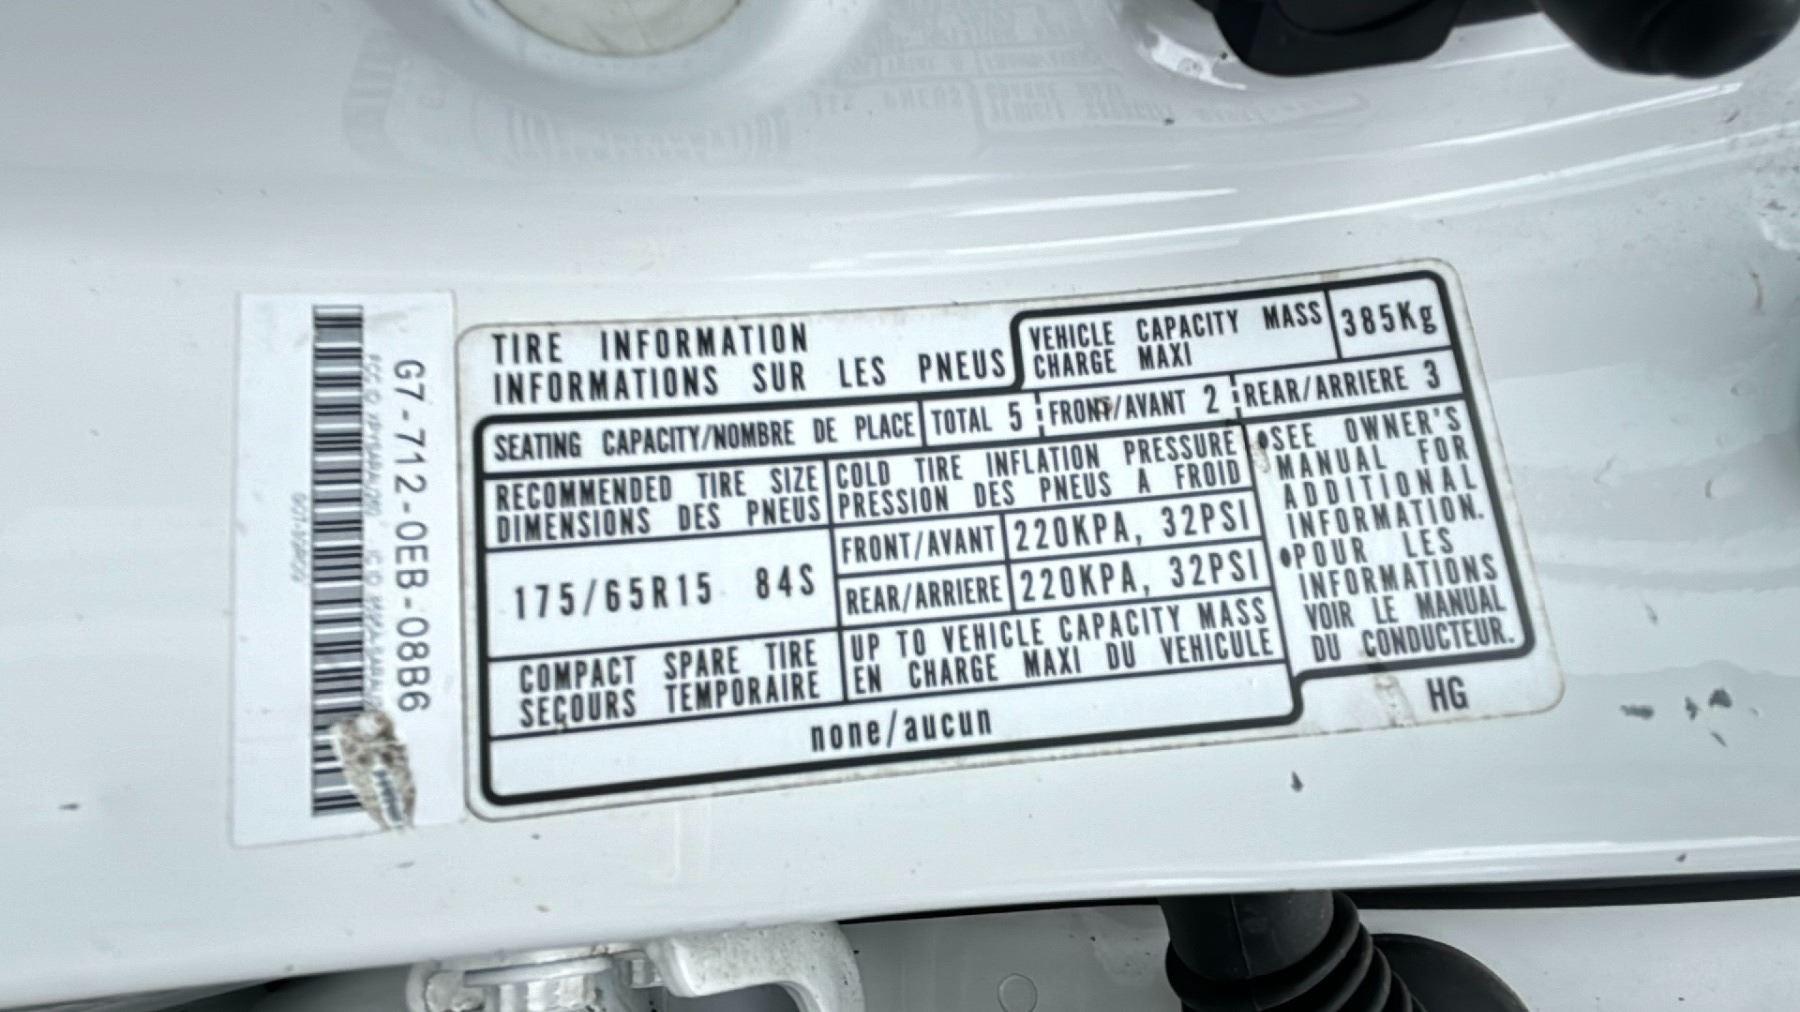 G7-712-0EB-08B6
TIRE INFORMATION
INFORMATIONS SUR LES PNEUS
VEHICLE CAPACITY MASS
CHARGE MAXI
385Kg
SEATING CAPACITY/NOMBRE DE PLACE
TOTAL 5
FRONT/AVANT 2
REAR/ARRIERE 3
RECOMMENDED TIRE SIZE
DIMENSIONS DES PNEUS
COLD TIRE INFLATION PRESSURE
PRESSION DES PNEUS A FROID
175/65R15 84S
FRONT/AVANT
220KPA, 32PSI
REAR/ARRIERE
220KPA, 32PSI
COMPACT SPARE TIRE
SECOURS TEMPORAIRE
UP TO VEHICLE CAPACITY MASS
EN CHARGE MAXI DU VEHICULE
none/aucun
●SEE OWNER'S
MANUAL FOR
ADDITIONAL
INFORMATION.
●POUR LES
INFORMATIONS
VOIR LE MANUAL
DU CONDUCTEUR.
HG